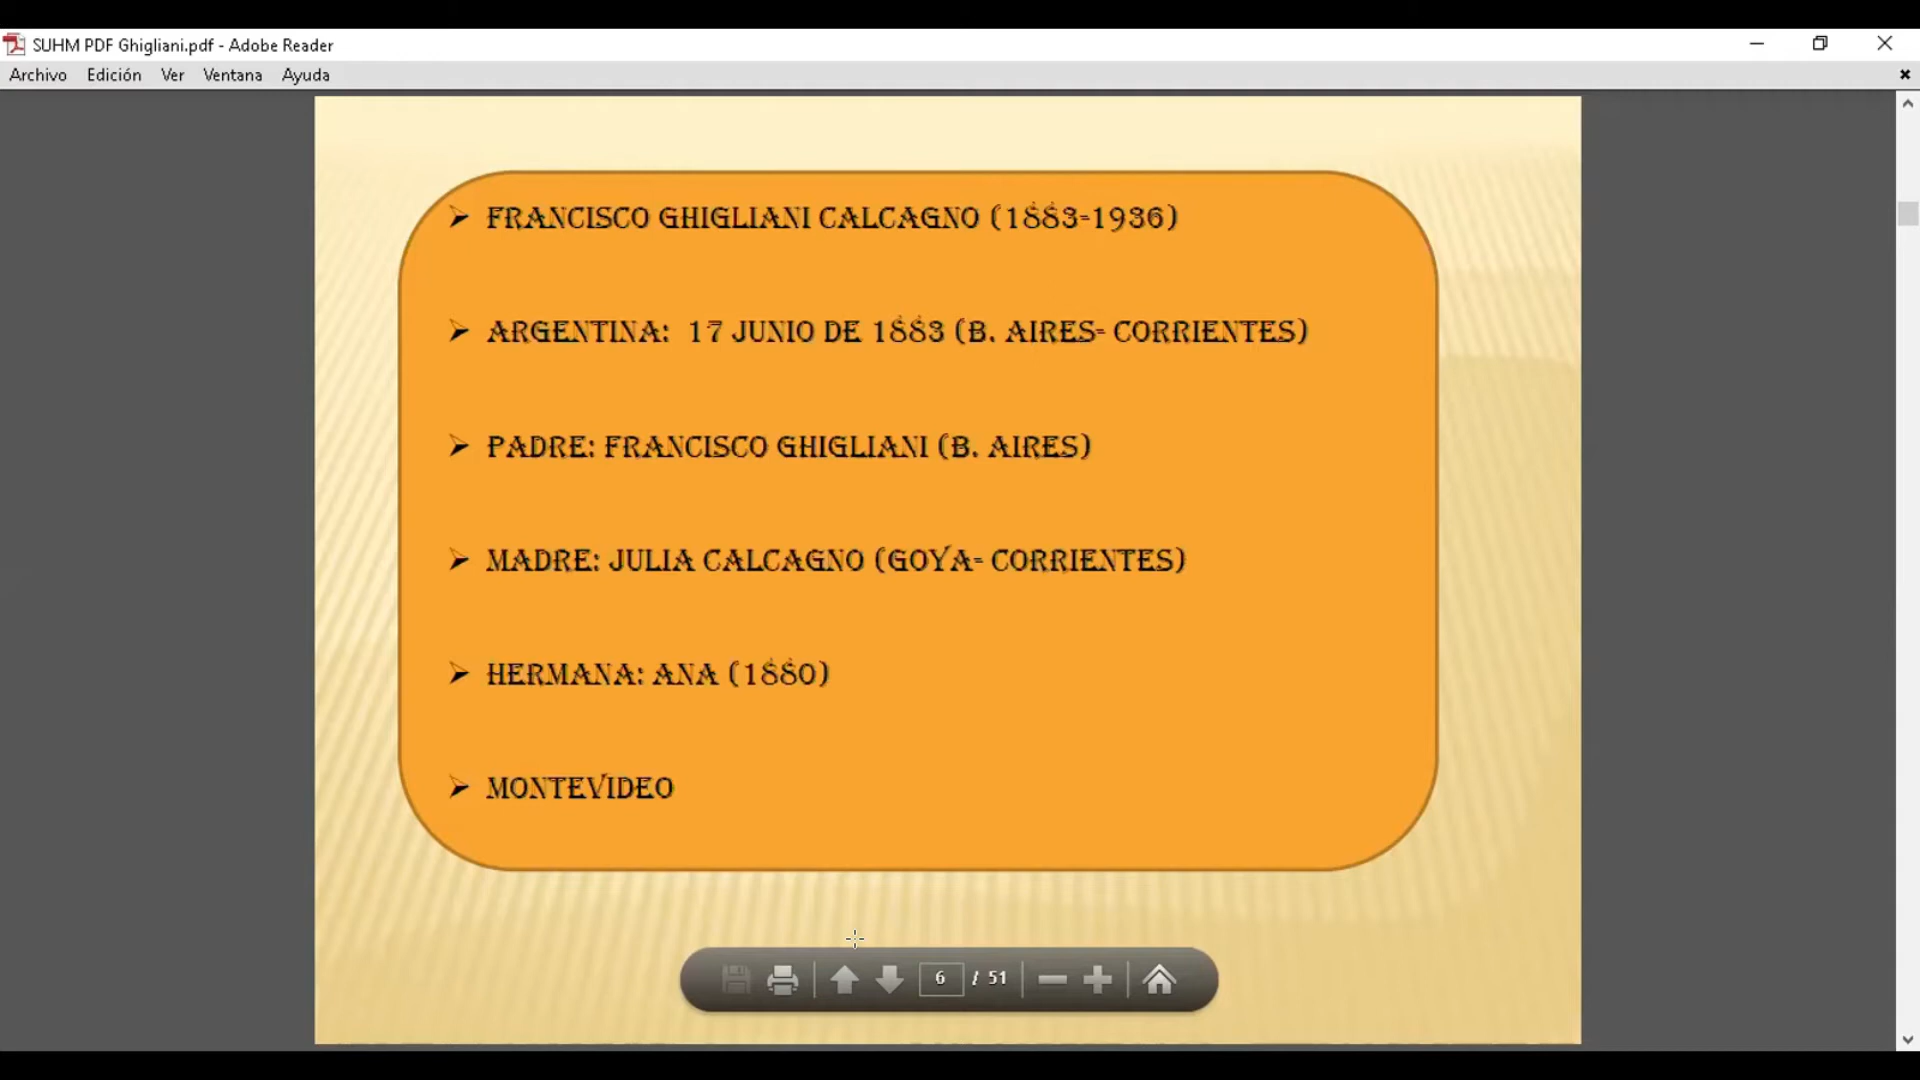 SUHM PDF Ghigliani.pdf - Adobe Reader
Archivo Edición Ver Ventana Ayuda
FRANCISCO GHIGLIANI CALCAGNO (1883-1936)
ARGENTINA: 17 JUNIO DE 1883 (B. AIRES- CORRIENTES)
PADRE: FRANCISCO GHIGLIANI (B. AIRES)
MADRE: JULIA CALCAGNO (GOYA- CORRIENTES)
HERMANA: ANA (1880)
MONTEVIDEO
6 / 51